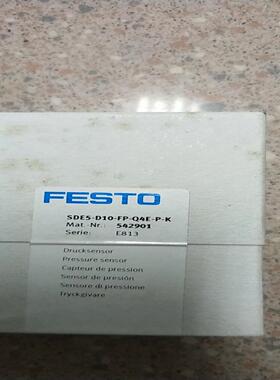 FESTO
SDE5-D10-FP-Q4E-P-K
Mat.-Nr.: 542901
Serie: E813
Drucksensor
Pressure sensor
Capteur de pression
Sensor de presión
Sensore di pressione
Tryckgivare